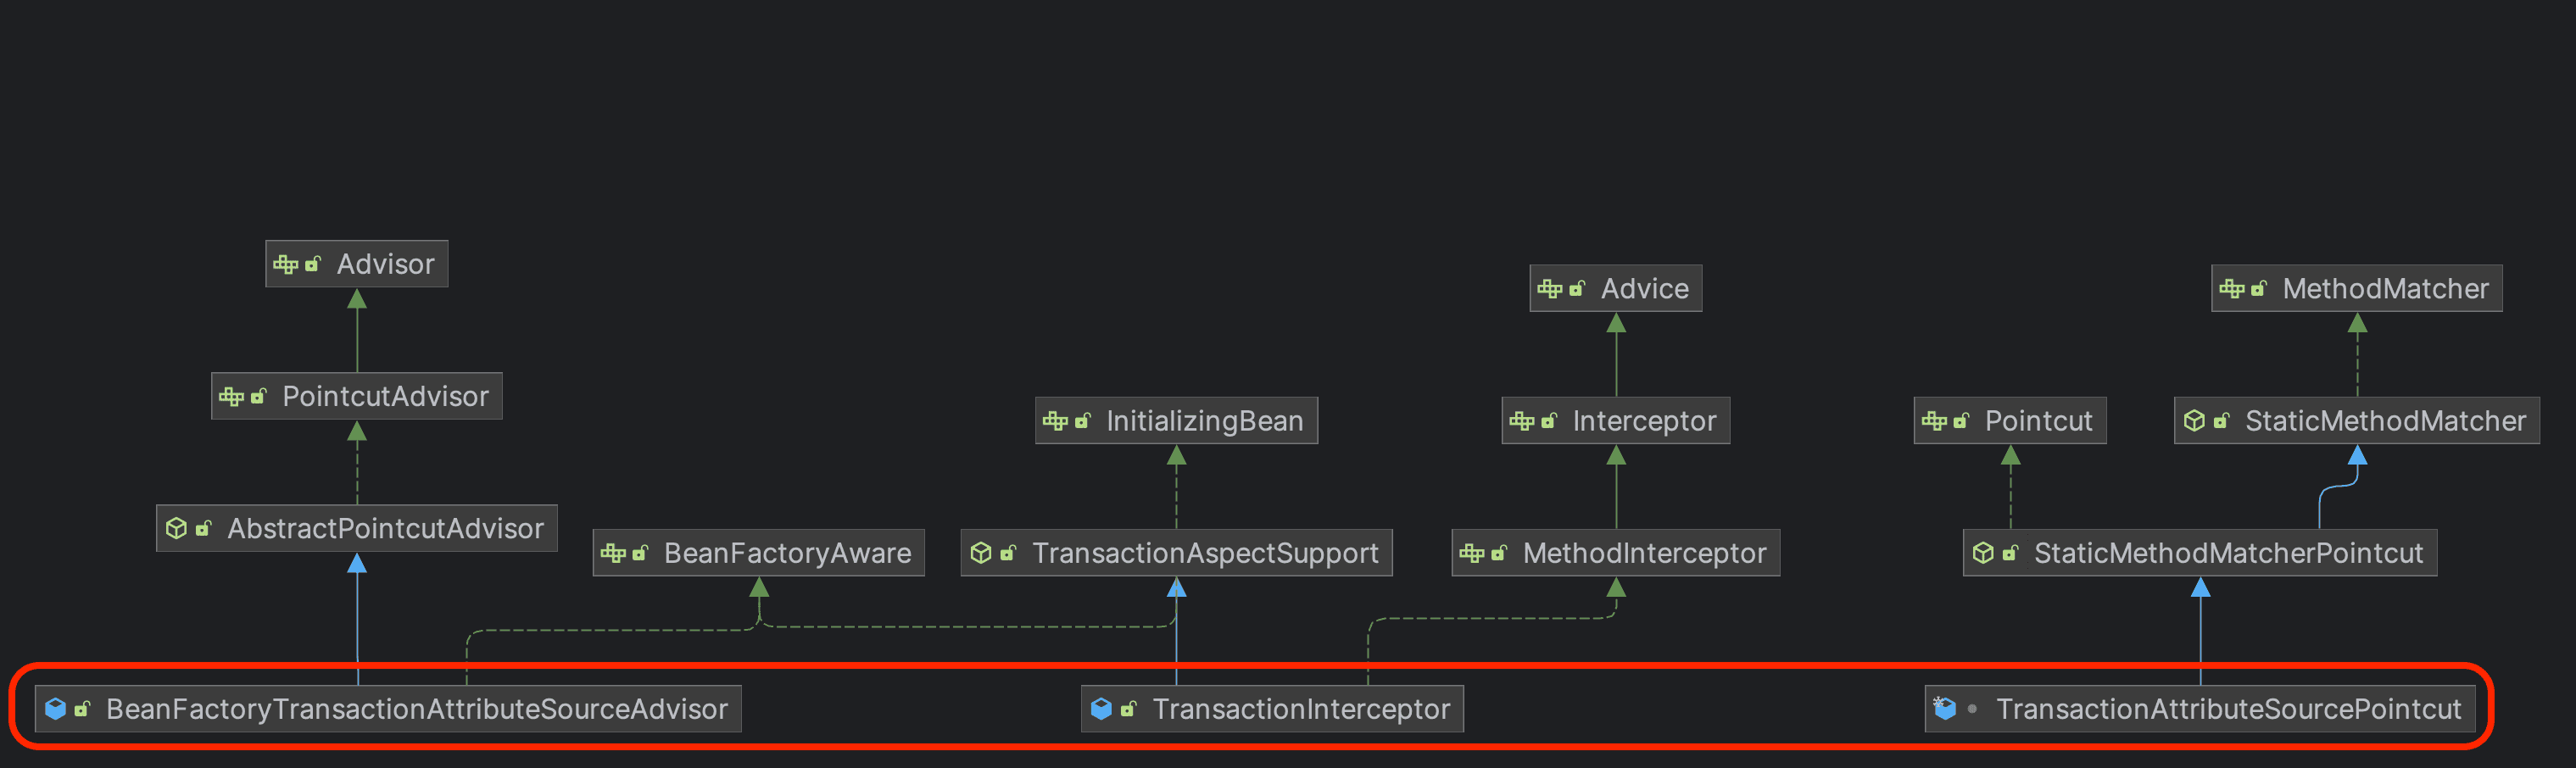 Advisor
Advice
MethodMatcher
PointcutAdvisor
InitializingBean
Interceptor
Pointcut
StaticMethodMatcher
AbstractPointcutAdvisor
BeanFactoryAware
TransactionAspectSupport
MethodInterceptor
StaticMethodMatcherPointcut
BeanFactoryTransactionAttributeSourceAdvisor
TransactionInterceptor
TransactionAttributeSourcePointcut